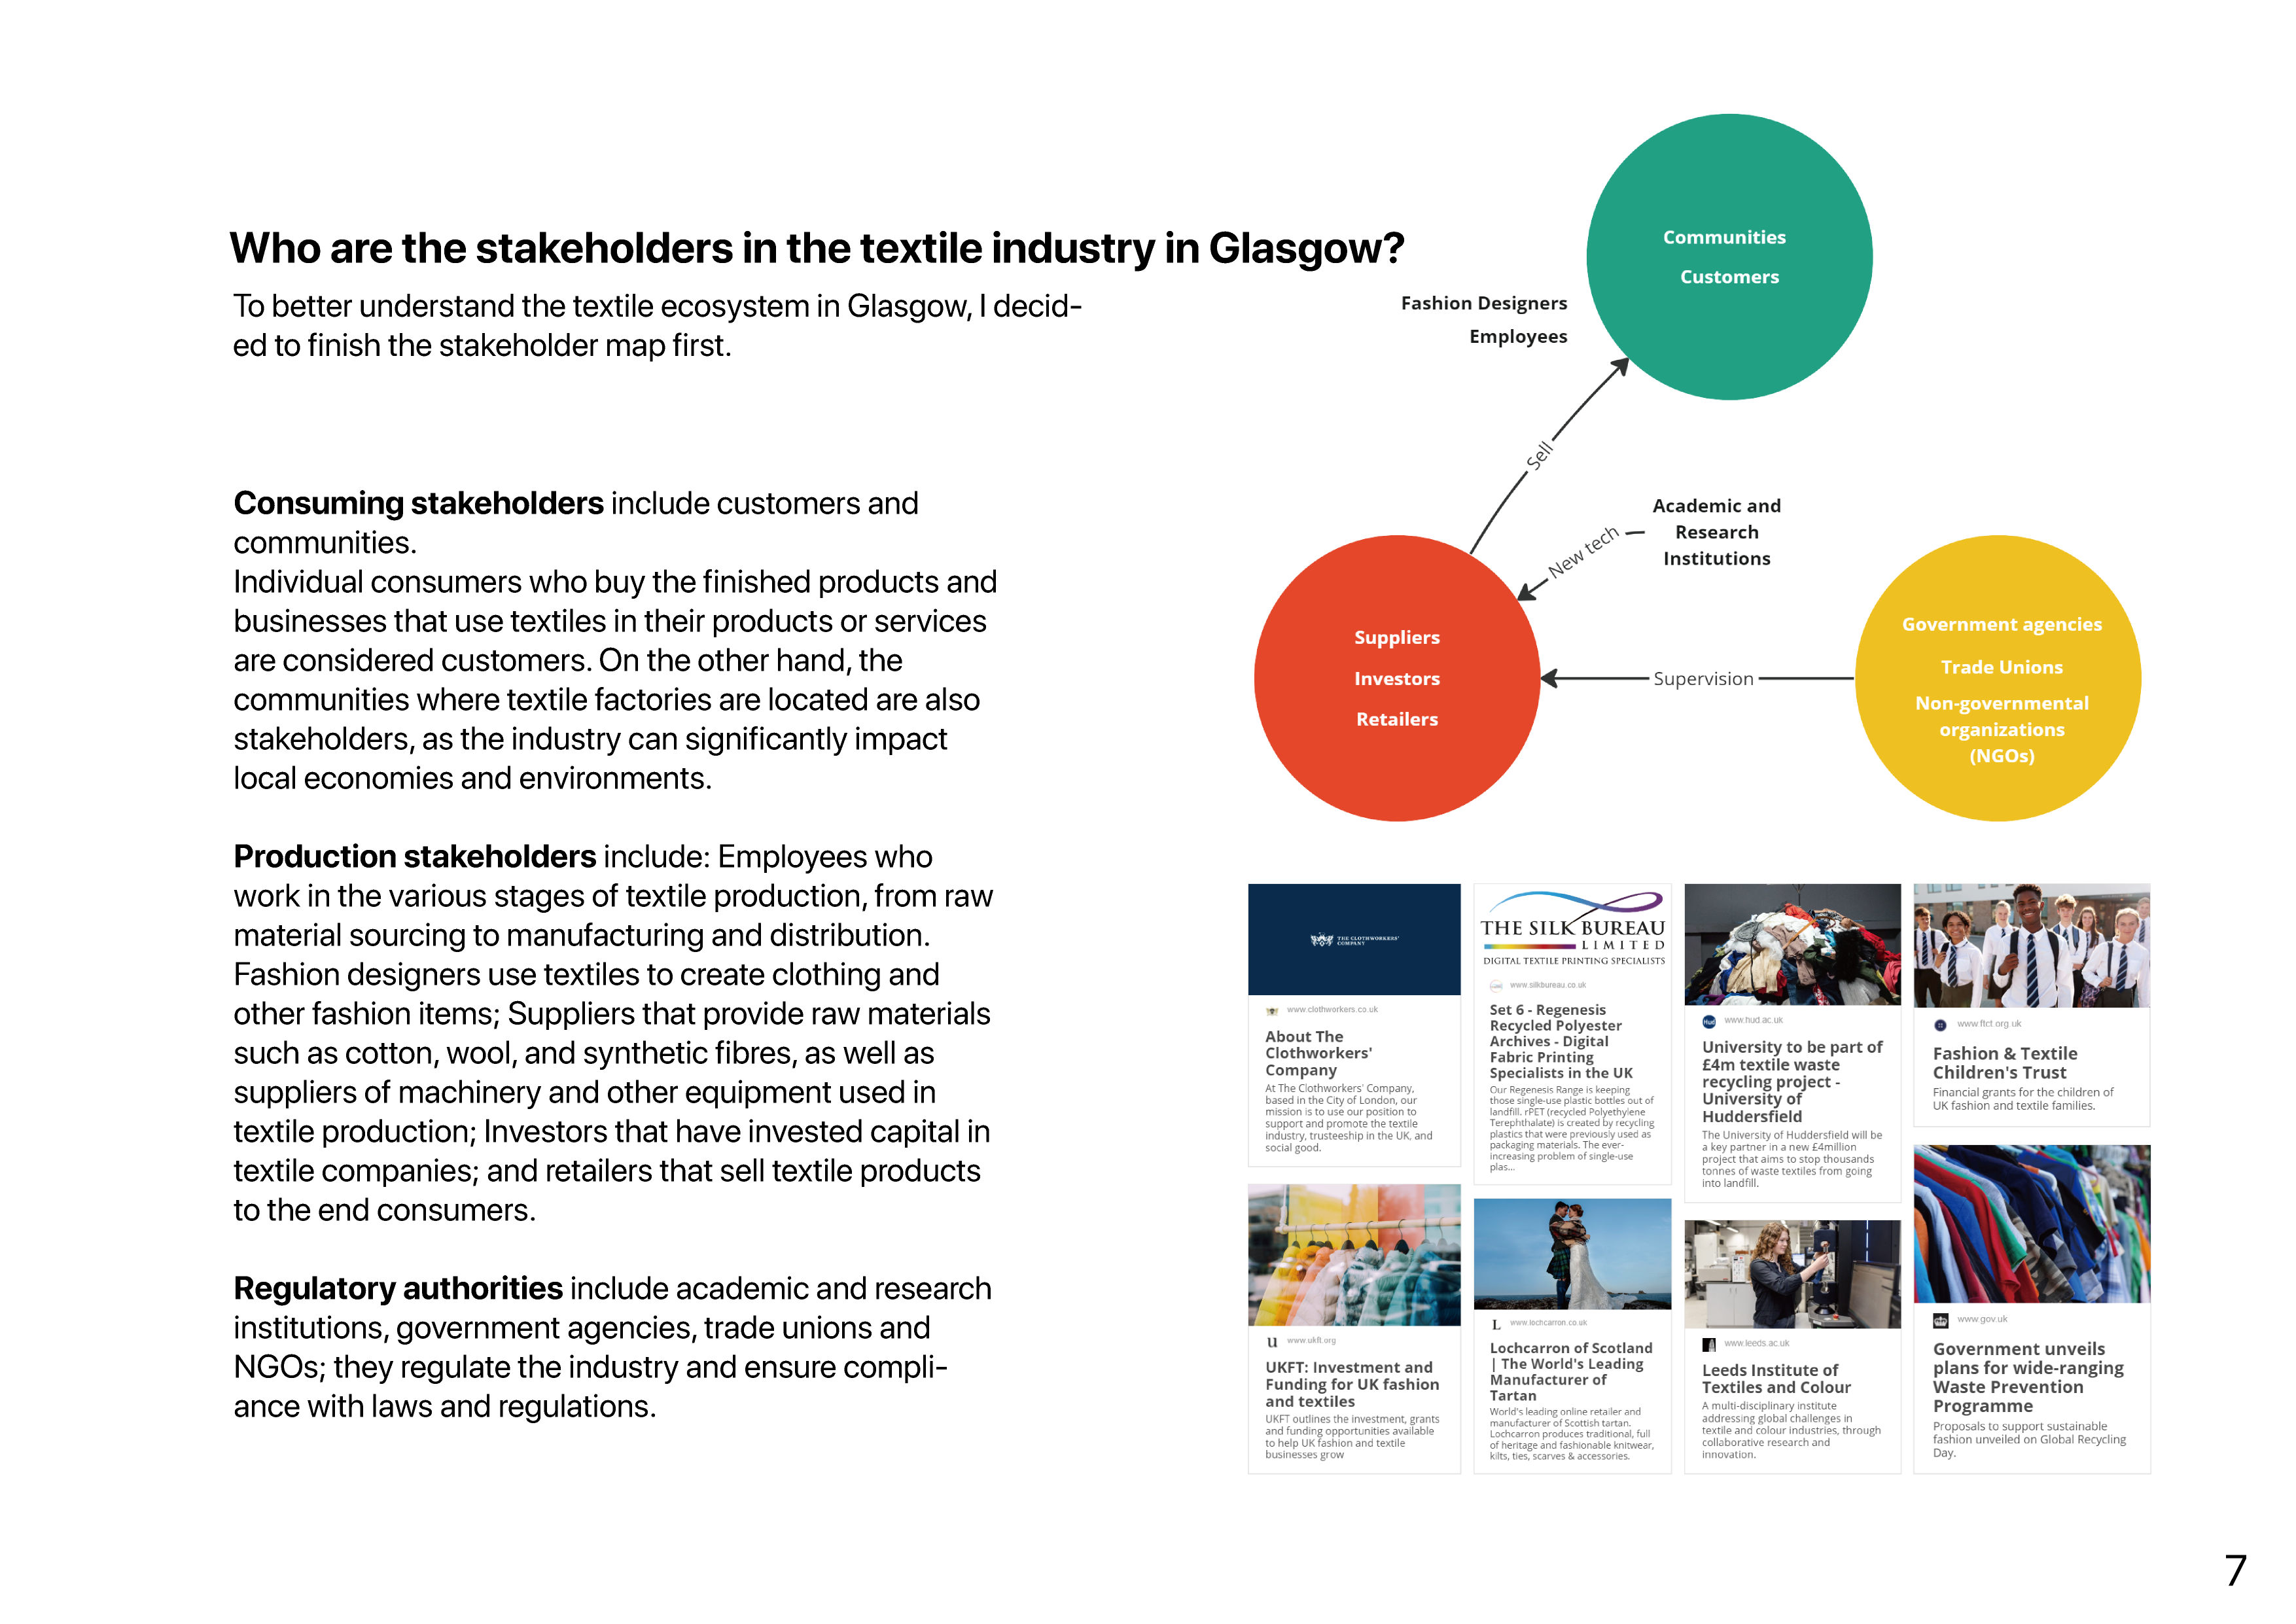 Who are the stakeholders in the textile industry in Glasgow?
To better understand the textile ecosystem in Glasgow, I decid-
ed to finish the stakeholder map first.
Consuming stakeholders include customers and
communities.
Individual consumers who buy the finished products and
businesses that use textiles in their products or services
are considered customers. On the other hand, the
communities where textile factories are located are also
stakeholders, as the industry can significantly impact
local economies and environments.
Production stakeholders include: Employees who
work in the various stages of textile production, from raw
material sourcing to manufacturing and distribution.
Fashion designers use textiles to create clothing and
other fashion items; Suppliers that provide raw materials
such as cotton, wool, and synthetic fibres, as well as
suppliers of machinery and other equipment used in
textile production; Investors that have invested capital in
textile companies; and retailers that sell textile products
to the end consumers.
Regulatory authorities include academic and research
institutions, government agencies, trade unions and
NGOs; they regulate the industry and ensure compli-
ance with laws and regulations.
Communities
Customers
Fashion Designers
Employees
Sell
Academic and
Research
Institutions
New tech
Suppliers
Investors
Retailers
Supervision
Government agencies
Trade Unions
Non-governmental
organizations
(NGOs)
THE CLOTHWORKERS'
COMPANY
www.clothworkers.co.uk
About The
Clothworkers'
Company
At The Clothworkers' Company,
based in the City of London, our
mission is to use our position to
support and promote the textile
industry, trusteeship in the UK, and
social good.
u www.ukft.org
UKFT: Investment and
Funding for UK fashion
and textiles
UKFT outlines the investment, grants
and funding opportunities available
to help UK fashion and textile
businesses grow
THE SILK BUREAU
LIMITED
DIGITAL TEXTILE PRINTING SPECIALISTS
www.silkbureau.co.uk
Set 6 - Regenesis
Recycled Polyester
Archives - Digital
Fabric Printing
Specialists in the UK
Our Regenesis Range is keeping
those single-use plastic bottles out of
landfill. rPET (recycled Polyethylene
Terephthalate) is created by recycling
plastics that were previously used as
packaging materials. The ever-
increasing problem of single-use
plas...
L www.lochcarron.co.uk
Lochcarron of Scotland
| The World's Leading
Manufacturer of
Tartan
World's leading online retailer and
manufacturer of Scottish tartan.
Lochcarron produces traditional, full
of heritage and fashionable knitwear,
kilts, ties, scarves & accessories.
Hud www.hud.ac.uk
University to be part of
£4m textile waste
recycling project -
University of
Huddersfield
The University of Huddersfield will be
a key partner in a new £4million
project that aims to stop thousands
tonnes of waste textiles from going
into landfill.
www.leeds.ac.uk
Leeds Institute of
Textiles and Colour
A multi-disciplinary institute
addressing global challenges in
textile and colour industries, through
collaborative research and
innovation.
www.ftct.org.uk
Fashion & Textile
Children's Trust
Financial grants for the children of
UK fashion and textile families.
www.gov.uk
Government unveils
plans for wide-ranging
Waste Prevention
Programme
Proposals to support sustainable
fashion unveiled on Global Recycling
Day.
7